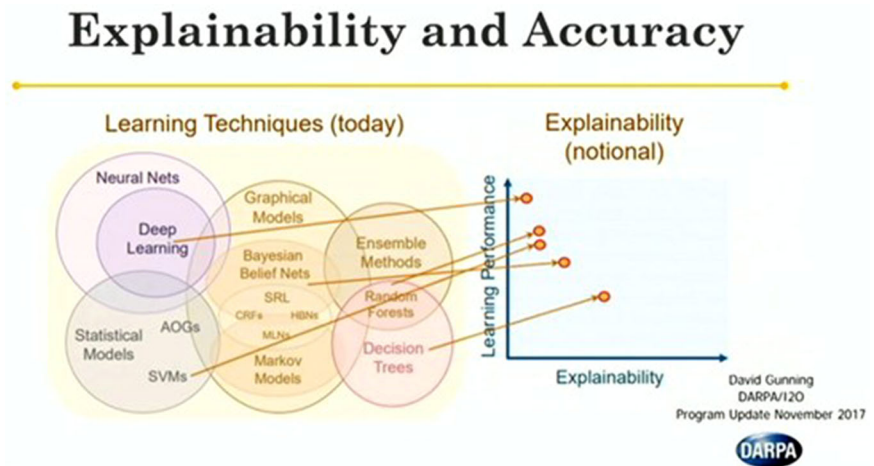 Explainability and Accuracy
Learning Techniques (today)
Neural Nets
Deep
Learning
Graphical
Models
Bayesian
Belief Nets
SRL
CRFs
HBNs
MLNs
Markov
Models
Ensemble
Methods
Random
Forests
Decision
Trees
Statistical
Models
AOGs
SVMs
Explainability
(notional)
Learning Performance
Explainability
David Gunning
DARPA/I2O
Program Update November 2017
DARPA